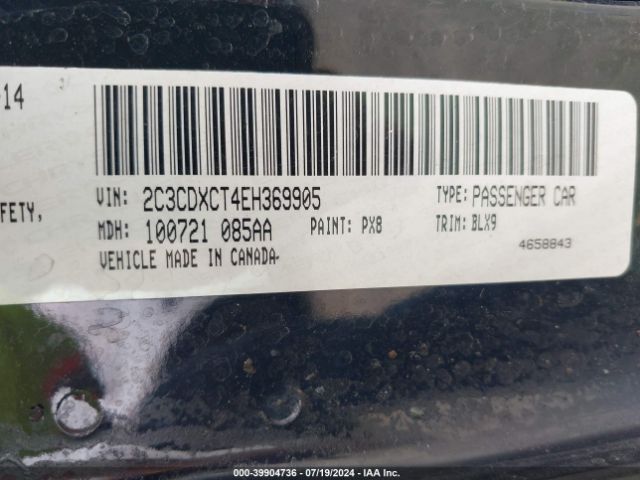 -14
VIN: 2C3CDXCT4EH369905 TYPE: PASSENGER CAR
FETY,
MDH: 100721 085AA PAINT: PX8 TRIM: BLX9
VEHICLE MADE IN CANADA
4658843
000-39904736 - 07/19/2024 - IAA Inc.